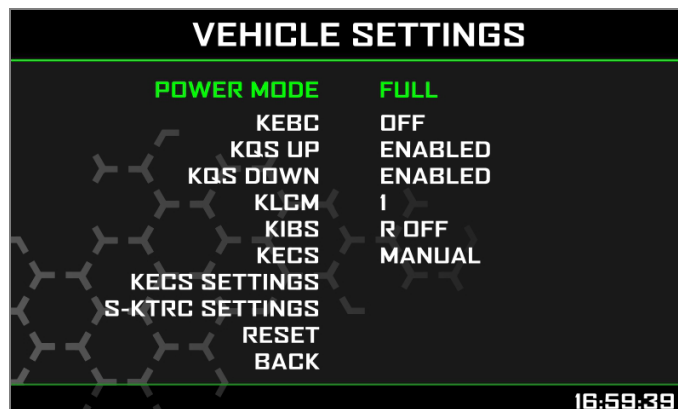 VEHICLE SETTINGS
POWER MODE FULL
KEBC OFF
KQS UP ENABLED
KQS DOWN ENABLED
KLCM 1
KIBS R OFF
KECS MANUAL
KECS SETTINGS
S-KTRC SETTINGS
RESET
BACK
16:59:39